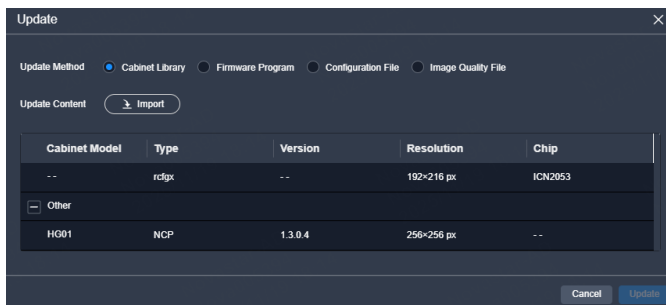 Update
Update Method Cabinet Library Firmware Program Configuration File Image Quality File
Update Content Import
Cabinet Model Type Version Resolution Chip
-- rcfgx -- 192×216 px ICN2053
Other
HG01 NCP 1.3.0.4 256×256 px --
Cancel Update